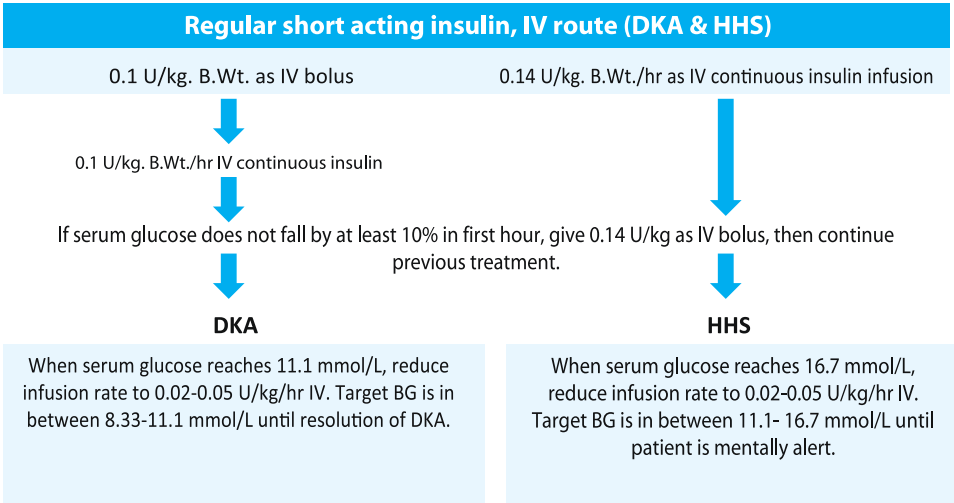 Regular short acting insulin, IV route (DKA & HHS)
0.1 U/kg. B.Wt. as IV bolus
0.14 U/kg. B.Wt./hr as IV continuous insulin infusion
0.1 U/kg. B.Wt./hr IV continuous insulin
If serum glucose does not fall by at least 10% in first hour, give 0.14 U/kg as IV bolus, then continue
previous treatment.
DKA
When serum glucose reaches 11.1 mmol/L, reduce
infusion rate to 0.02-0.05 U/kg/hr IV. Target BG is in
between 8.33-11.1 mmol/L until resolution of DKA.
HHS
When serum glucose reaches 16.7 mmol/L,
reduce infusion rate to 0.02-0.05 U/kg/hr IV.
Target BG is in between 11.1- 16.7 mmol/L until
patient is mentally alert.